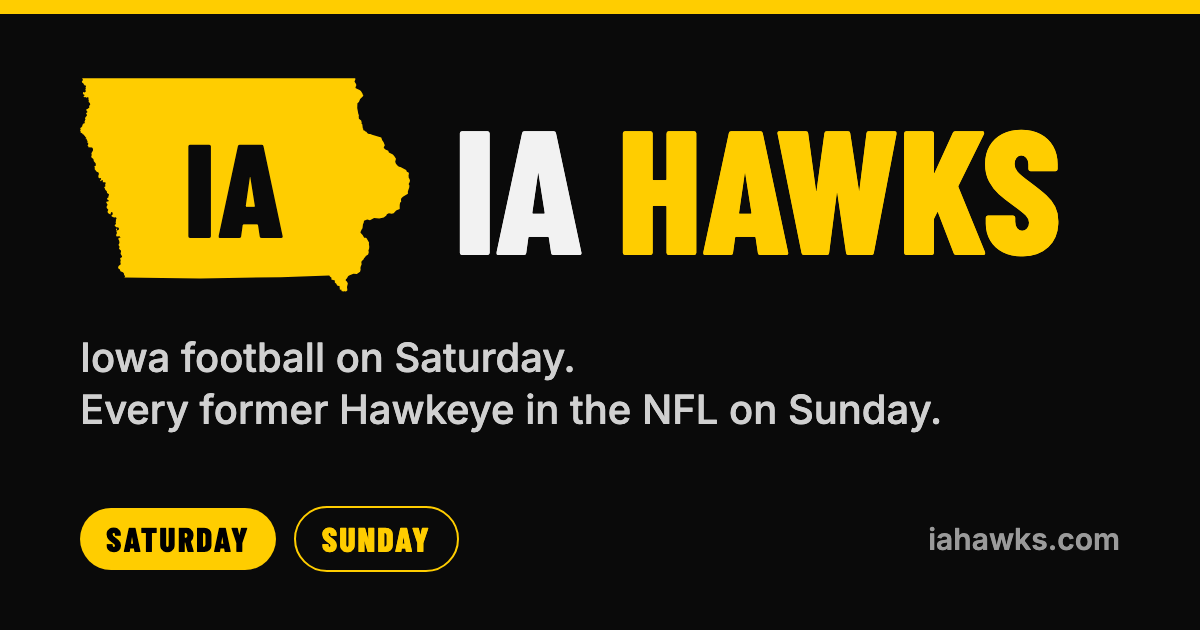 IA
IA HAWKS
Iowa football on Saturday.
Every former Hawkeye in the NFL on Sunday.
SATURDAY
SUNDAY
iahawks.com